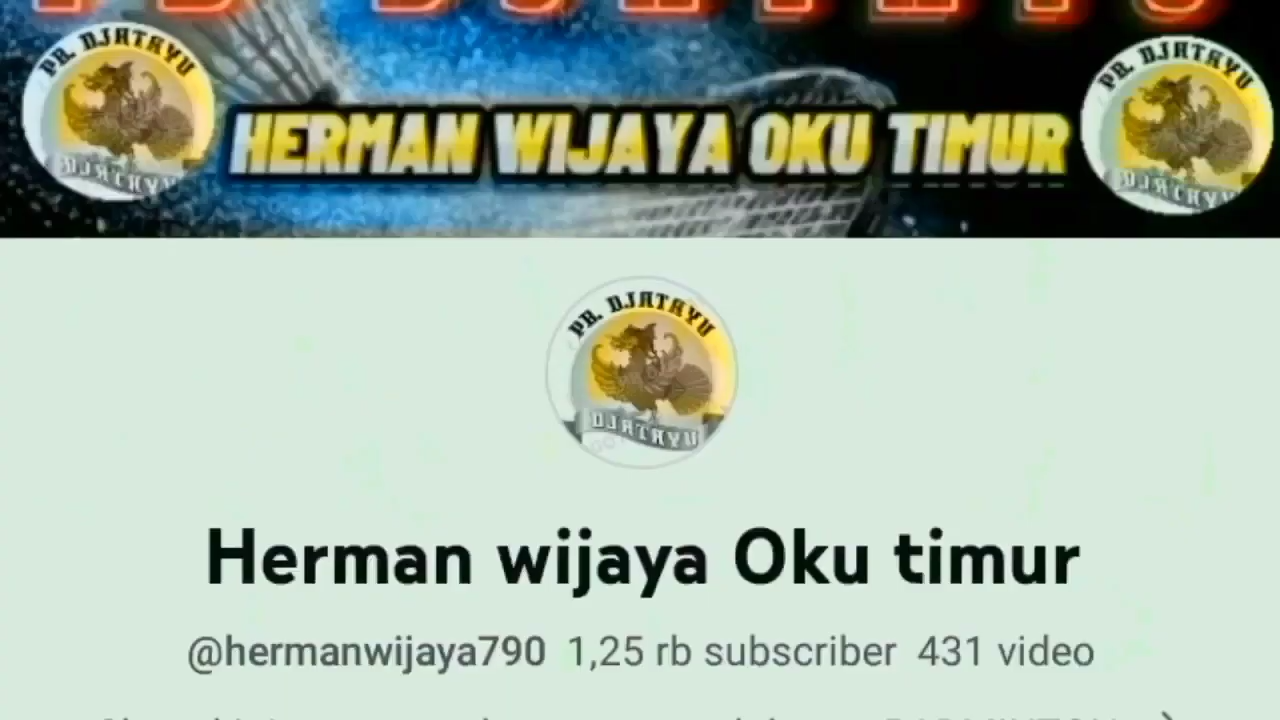 PB. DJATAYU
DJATAYU
HERMAN WIJAYA OKU TIMUR
PB. DJATAYU
DJATAYU
PB. DJATAYU
DJATAYU
Herman wijaya Oku timur
@hermanwijaya790 1,25 rb subscriber 431 video